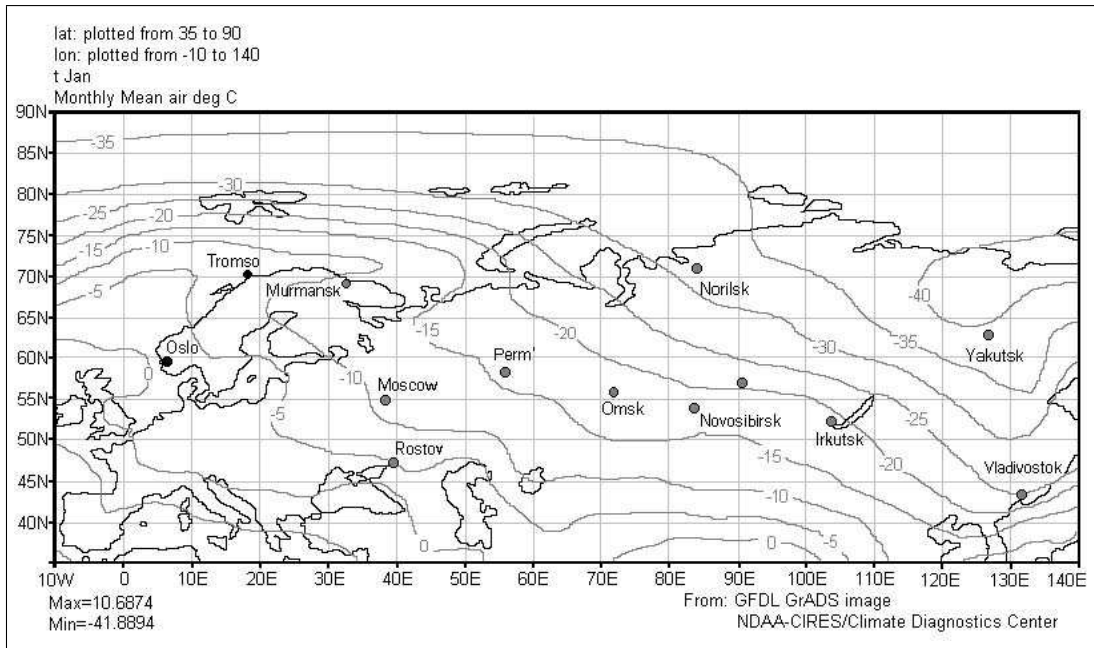 lat: plotted from 35 to 90
lon: plotted from -10 to 140
t Jan
Monthly Mean air deg C
90N
-35
85N
80N
-30
-25
75N
-20
-15
-10
Tromso
70N
-5
Murmansk
Norilsk
-40
65N
-15
-20
-30
-35
Yakutsk
60N
Oslo
Perm'
0
-10
Moscow
55N
Omsk
Novosibirsk
-25
-5
Irkutsk
50N
Rostov
-15
-20
Vladivostok
45N
-10
40N
0
0
-5
10W
0
10E
20E
30E
40E
50E
60E
70E
80E
90E
100E
110E
120E
130E
140E
Max=10.6874
Min=-41.8894
From: GFDL GrADS image
NDAA-CIRES/Climate Diagnostics Center